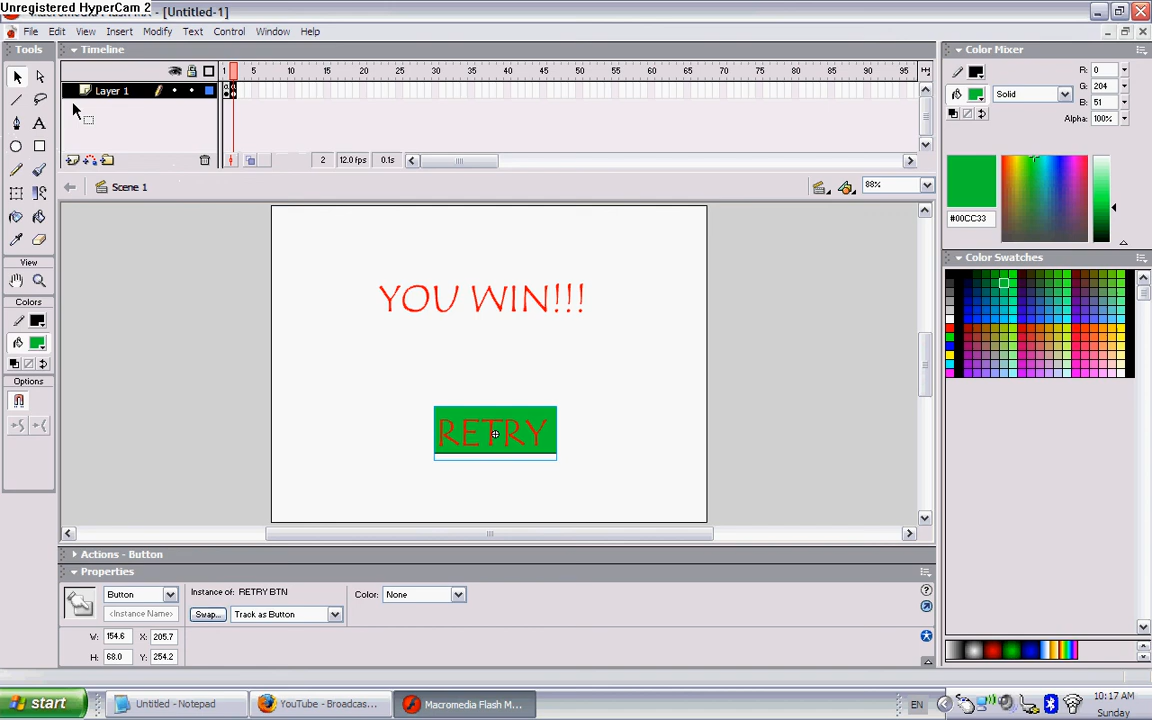 Unregistered HyperCam 2
[Untitled-1]
File Edit View Insert Modify Text Control Window Help
Tools
Timeline
1 5 10 15 20 25 30 35 40 45 50 55 60 65 70 75 80 85 90 95
Layer 1
2 12.0 fps 0.1s
Scene 1
88%
View
Colors
Options
YOU WIN!!!
RETRY
Actions - Button
Properties
Button
<Instance Name>
Instance of: RETRY BTN
Swap...
Track as Button
Color: None
W: 154.6 X: 205.7
H: 68.0 Y: 254.2
Color Mixer
R: 0
G: 204
B: 51
Alpha: 100%
Solid
#00CC33
Color Swatches
start
Untitled - Notepad
YouTube - Broadcas...
Macromedia Flash M...
EN
10:17 AM
Sunday